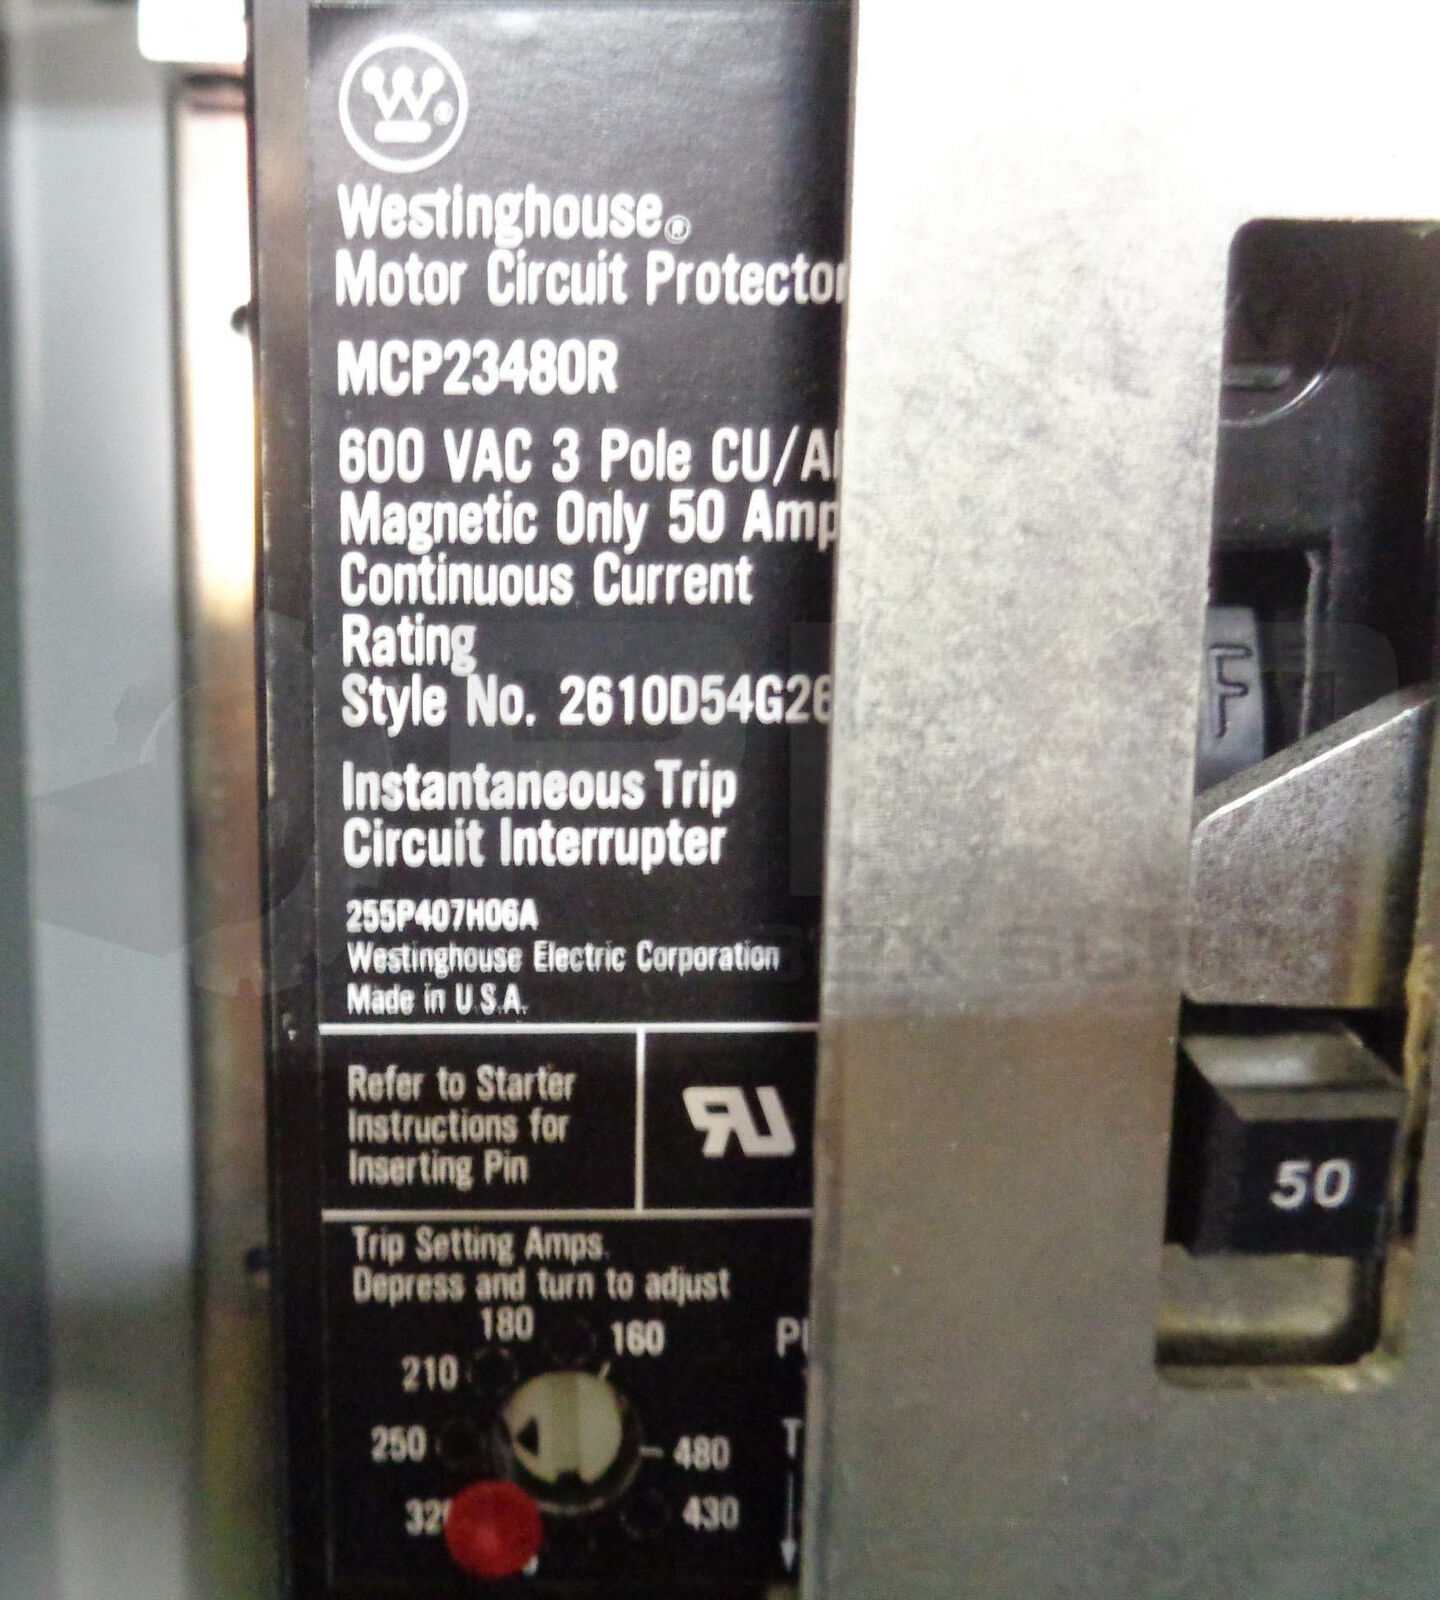 W®
Westinghouse®
Motor Circuit Protector
MCP23480R
600 VAC 3 Pole CU/Al
Magnetic Only 50 Amp
Continuous Current
Rating
Style No. 2610D54G26
Instantaneous Trip
Circuit Interrupter
255P407H06A
Westinghouse Electric Corporation
Made in U.S.A.
Refer to Starter
Instructions for
Inserting Pin
RU
Trip Setting Amps.
Depress and turn to adjust
180
160
210
250
480
430
F
50